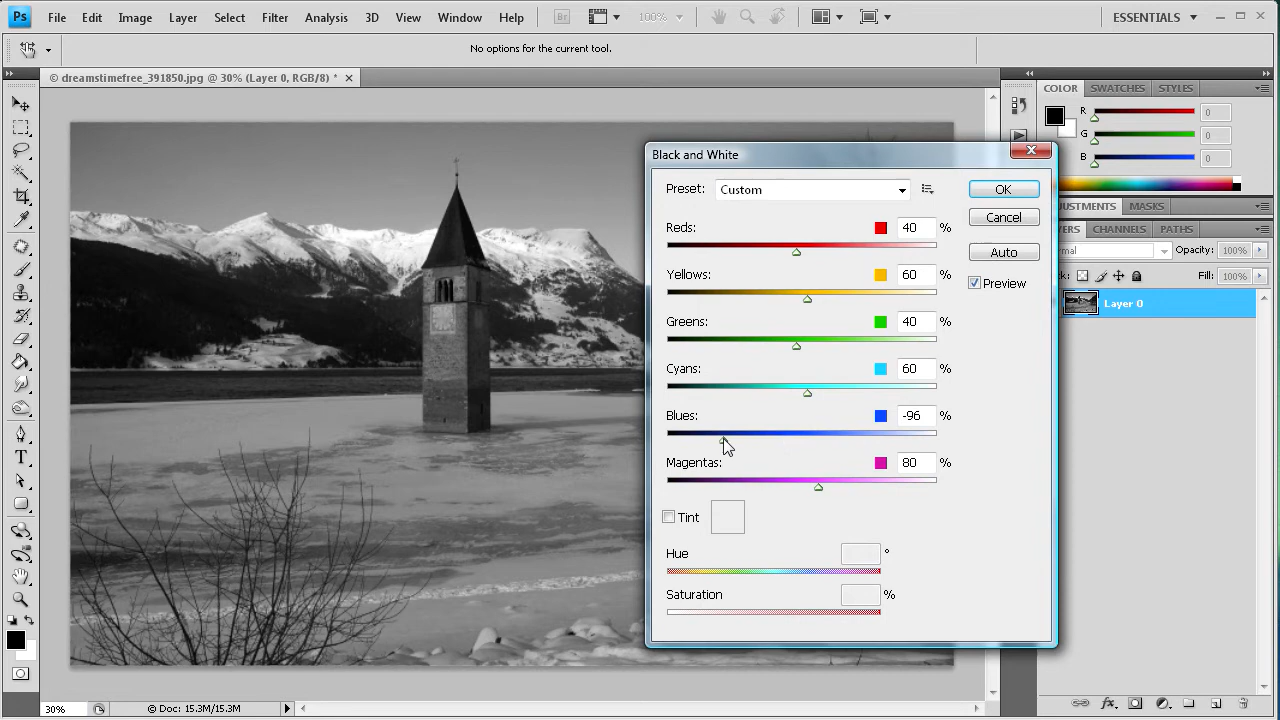 Ps File Edit Image Layer Select Filter Analysis 3D View Window Help Br 100% ESSENTIALS
No options for the current tool.
© dreamstimefree_391850.jpg @ 30% (Layer 0, RGB/8) *
COLOR SWATCHES STYLES
R 0
G 0
B 0
Black and White
Preset: Custom OK
Cancel
Auto
Preview
Reds: 40 %
Yellows: 60 %
Greens: 40 %
Cyans: 60 %
Blues: -96 %
Magentas: 80 %
Tint
Hue °
Saturation %
MASKS
CHANNELS PATHS
Opacity: 100%
Fill: 100%
Layer 0
30% © Doc: 15.3M/15.3M